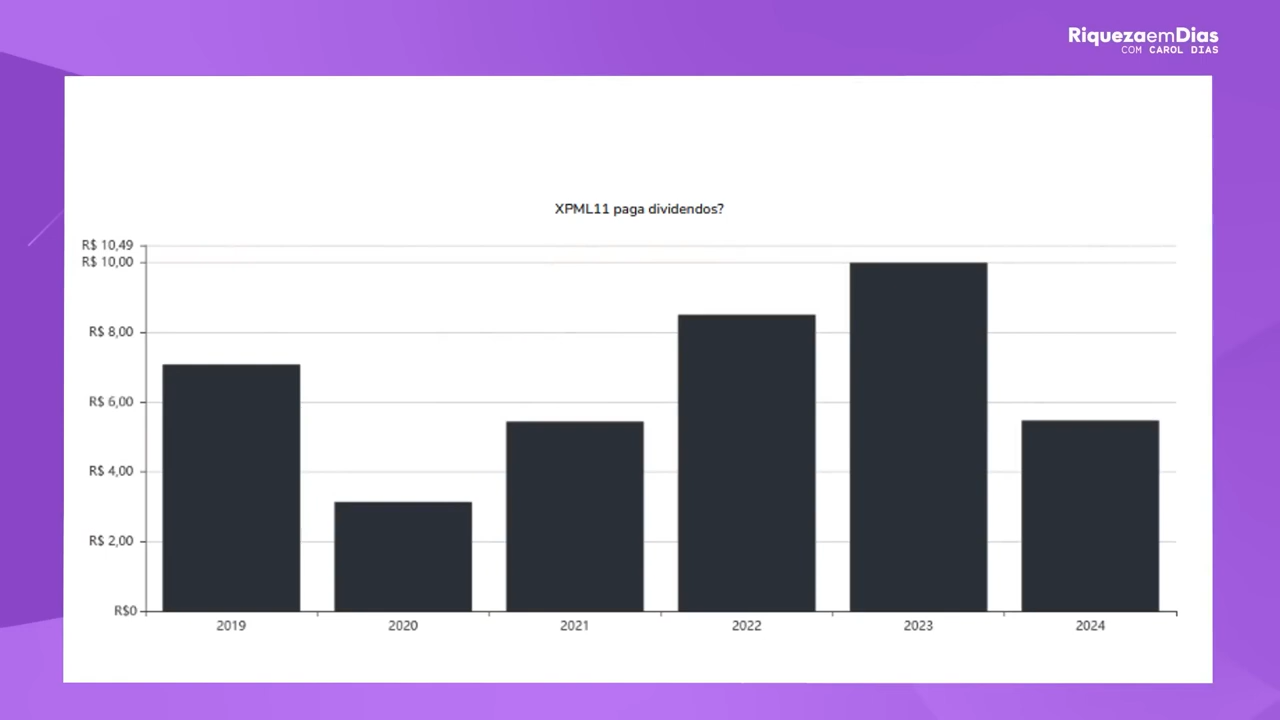 RiquezaemDias
COM CAROL DIAS
XPML11 paga dividendos?
R$ 10,49
R$ 10,00
R$ 8,00
R$ 6,00
R$ 4,00
R$ 2,00
R$0
2019 2020 2021 2022 2023 2024